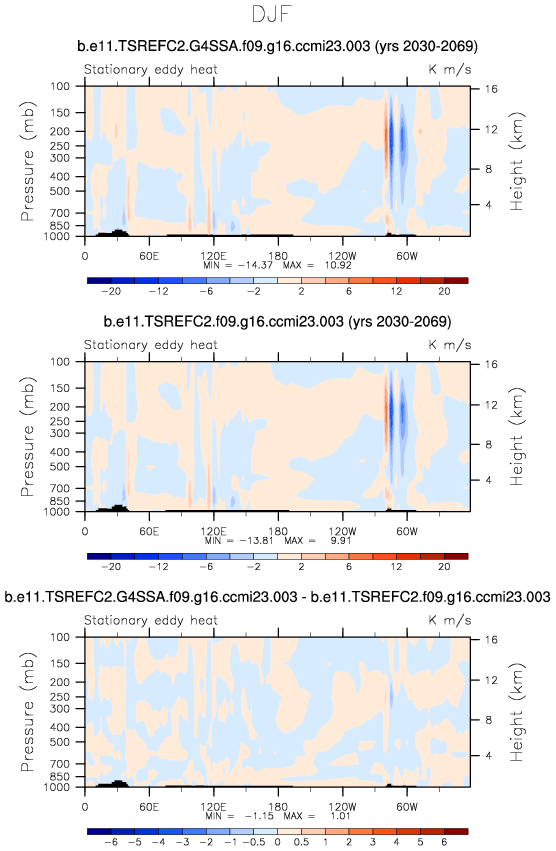 DJF
b.e11.TSREFC2.G4SSA.f09.g16.ccmi23.003 (yrs 2030-2069)
Stationary eddy heat K m/s
Pressure (mb)
100
150
200
250
300
400
500
700
850
1000
16
12
8
4
Height (km)
0 60E 120E 180 120W 60W
MIN = -14.37 MAX = 10.92
-20 -12 -6 -2 2 6 12 20
b.e11.TSREFC2.f09.g16.ccmi23.003 (yrs 2030-2069)
Stationary eddy heat K m/s
Pressure (mb)
100
150
200
250
300
400
500
700
850
1000
16
12
8
4
Height (km)
0 60E 120E 180 120W 60W
MIN = -13.81 MAX = 9.91
-20 -12 -6 -2 2 6 12 20
b.e11.TSREFC2.G4SSA.f09.g16.ccmi23.003 - b.e11.TSREFC2.f09.g16.ccmi23.003
Stationary eddy heat K m/s
Pressure (mb)
100
150
200
250
300
400
500
700
850
1000
16
12
8
4
Height (km)
0 60E 120E 180 120W 60W
MIN = -1.15 MAX = 1.01
-6 -5 -4 -3 -2 -1 -0.5 0 0.5 1 2 3 4 5 6